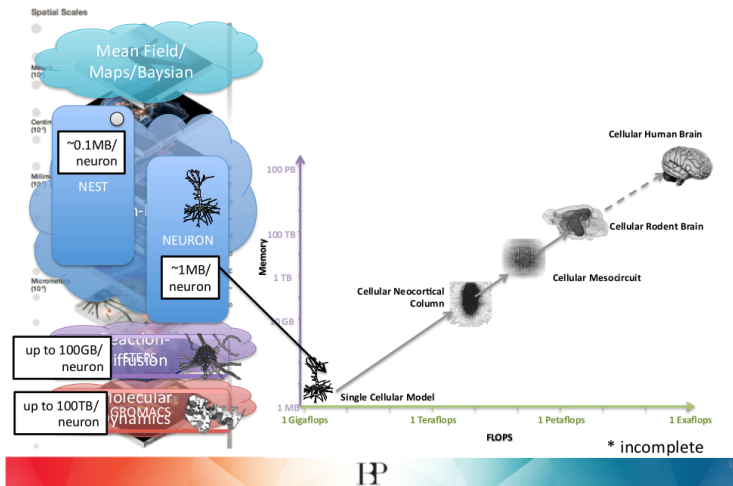 Spatial Scales
Mean Field/
Maps/Baysian
~0.1MB/
neuron
NEST
NEURON
~1MB/
neuron
up to 100GB/
neuron
STEPS
up to 100TB/
neuron
GROMACS
Memory
100 PB
100 TB
1 TB
1 MB
Cellular Human Brain
Cellular Rodent Brain
Cellular Mesocircuit
Cellular Neocortical
Column
Single Cellular Model
1 Gigaflops
1 Teraflops
1 Petaflops
1 Exaflops
FLOPS
* incomplete